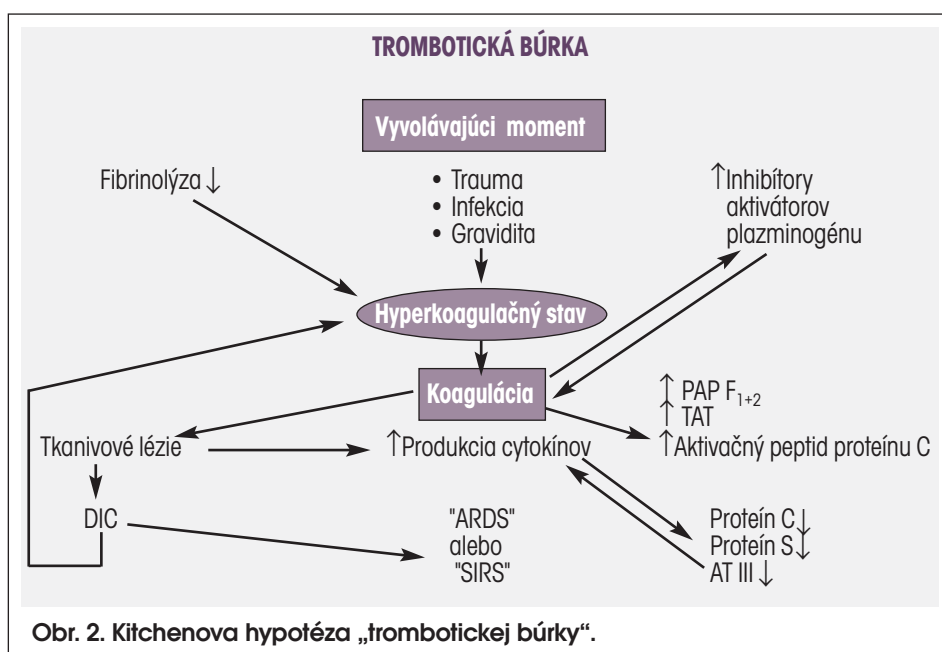 TROMBOTICKÁ BÚRKA
Vyvolávajúci moment
Fibrinolýza ↓
• Trauma
• Infekcia
• Gravidita
↑Inhibítory
aktivátorov
plazminogénu
Hyperkoagulačný stav
Koagulácia
↑ PAP F1+2
↑ TAT
↑Aktivačný peptid proteínu C
Tkanivové lézie
↑Produkcia cytokínov
DIC
"ARDS"
alebo
"SIRS"
Proteín C↓
Proteín S↓
AT III ↓
Obr. 2. Kitchenova hypotéza „trombotickej búrky“.